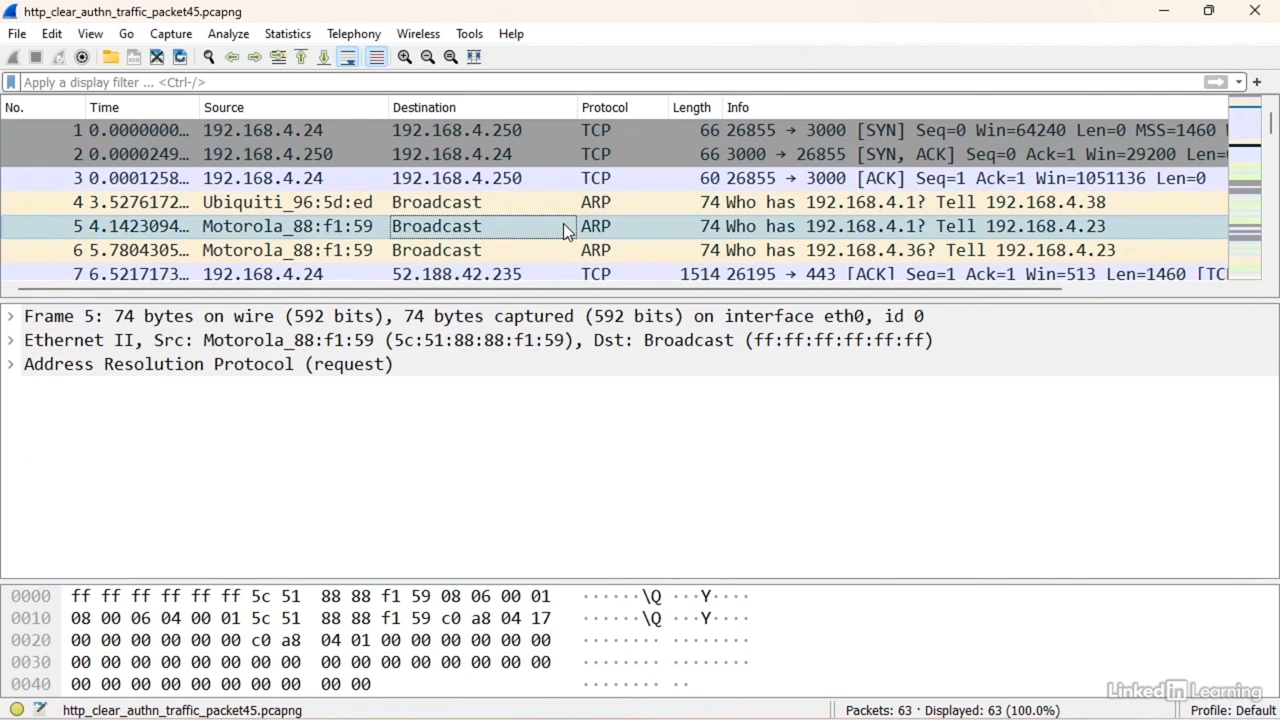 http_clear_authn_traffic_packet45.pcapng
File Edit View Go Capture Analyze Statistics Telephony Wireless Tools Help
Apply a display filter ... <Ctrl-/>
No. Time Source Destination Protocol Length Info
1 0.0000000… 192.168.4.24 192.168.4.250 TCP 66 26855 → 3000 [SYN] Seq=0 Win=64240 Len=0 MSS=1460
2 0.0000249… 192.168.4.250 192.168.4.24 TCP 66 3000 → 26855 [SYN, ACK] Seq=0 Ack=1 Win=29200 Len=
3 0.0001258… 192.168.4.24 192.168.4.250 TCP 60 26855 → 3000 [ACK] Seq=1 Ack=1 Win=1051136 Len=0
4 3.5276172… Ubiquiti_96:5d:ed Broadcast ARP 74 Who has 192.168.4.1? Tell 192.168.4.38
5 4.1423094… Motorola_88:f1:59 Broadcast ARP 74 Who has 192.168.4.1? Tell 192.168.4.23
6 5.7804305… Motorola_88:f1:59 Broadcast ARP 74 Who has 192.168.4.36? Tell 192.168.4.23
7 6.5217173… 192.168.4.24 52.188.42.235 TCP 1514 26195 → 443 [ACK] Seq=1 Ack=1 Win=513 Len=1460 [TC
Frame 5: 74 bytes on wire (592 bits), 74 bytes captured (592 bits) on interface eth0, id 0
Ethernet II, Src: Motorola_88:f1:59 (5c:51:88:88:f1:59), Dst: Broadcast (ff:ff:ff:ff:ff:ff)
Address Resolution Protocol (request)
0000 ff ff ff ff ff ff 5c 51 88 88 f1 59 08 06 00 01 ······\Q ···Y····
0010 08 00 06 04 00 01 5c 51 88 88 f1 59 c0 a8 04 17 ······\Q ···Y····
0020 00 00 00 00 00 00 c0 a8 04 01 00 00 00 00 00 00 ········ ········
0030 00 00 00 00 00 00 00 00 00 00 00 00 00 00 00 00 ········ ········
0040 00 00 00 00 00 00 00 00 00 00 ········ ··
LinkedIn Learning
http_clear_authn_traffic_packet45.pcapng Packets: 63 · Displayed: 63 (100.0%) Profile: Default